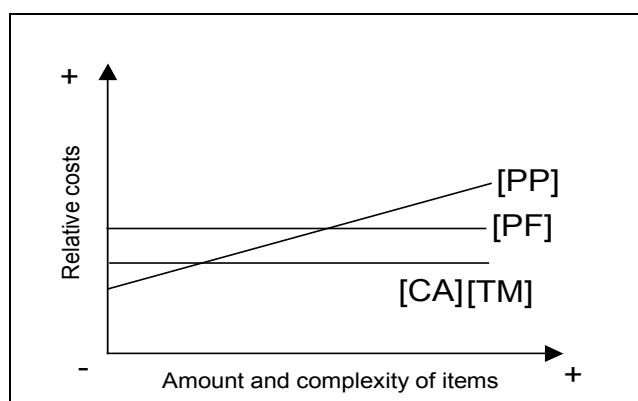 +
Relative costs
[PP]
[PF]
[CA][TM]
-
Amount and complexity of items
+